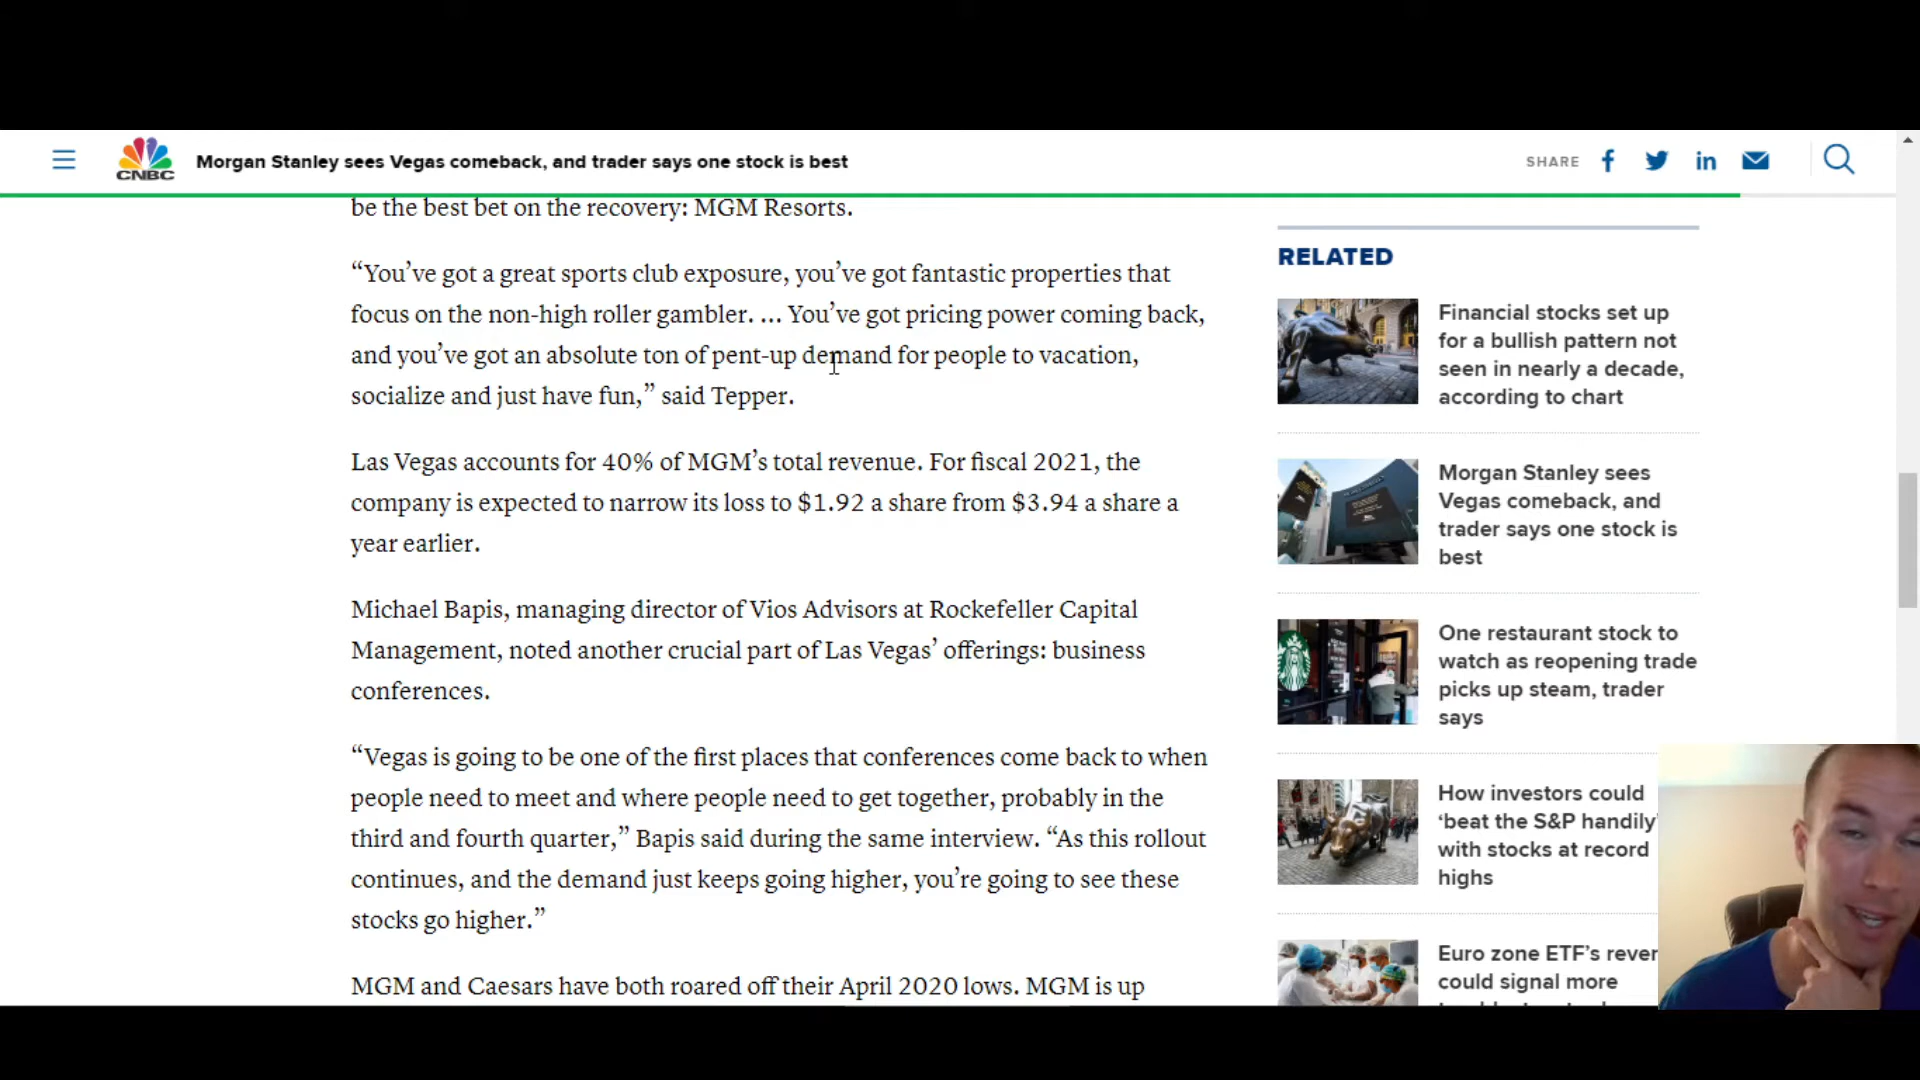 CNBC
Morgan Stanley sees Vegas comeback, and trader says one stock is best
SHARE
be the best bet on the recovery: MGM Resorts.
“You’ve got a great sports club exposure, you’ve got fantastic properties that
focus on the non-high roller gambler. ... You’ve got pricing power coming back,
and you’ve got an absolute ton of pent-up demand for people to vacation,
socialize and just have fun,” said Tepper.
Las Vegas accounts for 40% of MGM’s total revenue. For fiscal 2021, the
company is expected to narrow its loss to $1.92 a share from $3.94 a share a
year earlier.
Michael Bapis, managing director of Vios Advisors at Rockefeller Capital
Management, noted another crucial part of Las Vegas’ offerings: business
conferences.
“Vegas is going to be one of the first places that conferences come back to when
people need to meet and where people need to get together, probably in the
third and fourth quarter,” Bapis said during the same interview. “As this rollout
continues, and the demand just keeps going higher, you’re going to see these
stocks go higher.”
MGM and Caesars have both roared off their April 2020 lows. MGM is up
RELATED
Financial stocks set up
for a bullish pattern not
seen in nearly a decade,
according to chart
Morgan Stanley sees
Vegas comeback, and
trader says one stock is
best
One restaurant stock to
watch as reopening trade
picks up steam, trader
says
How investors could
‘beat the S&P handily’
with stocks at record
highs
Euro zone ETF’s rever
could signal more